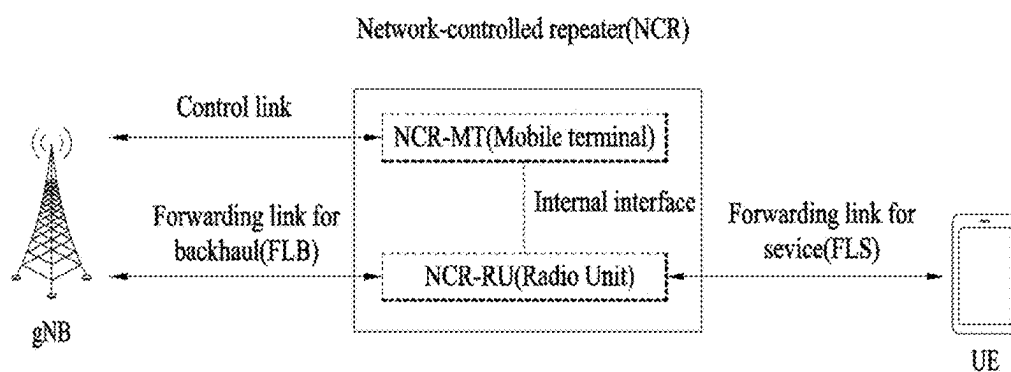 Network-controlled repeater(NCR)
Control link
NCR-MT(Mobile terminal)
Internal interface
Forwarding link for
backhaul(FLB)
NCR-RU(Radio Unit)
Forwarding link for
sevice(FLS)
gNB
UE